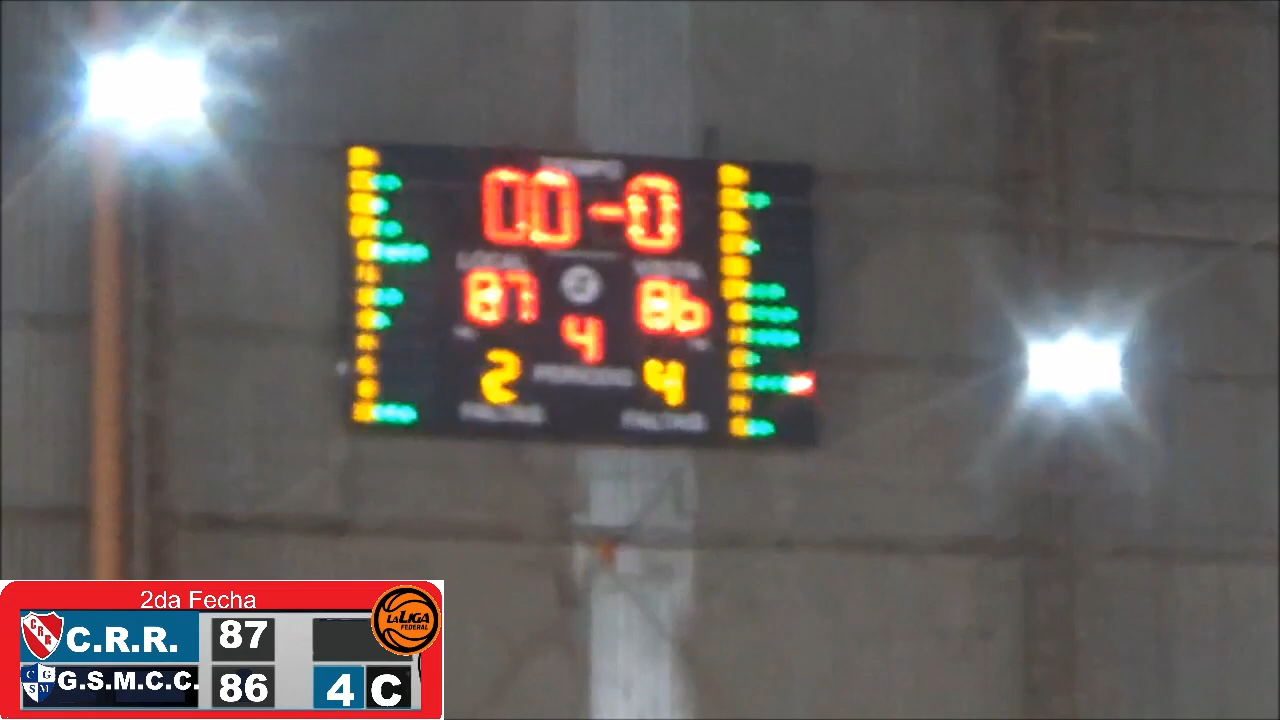 TIEMPO
00-0
LOCAL VISITA
87 86
4
2 PERIODO 4
FALTAS FALTAS
2da Fecha
LA LIGA
FEDERAL
CRR C.R.R. 87
C G S M G.S.M.C.C. 86 4 C